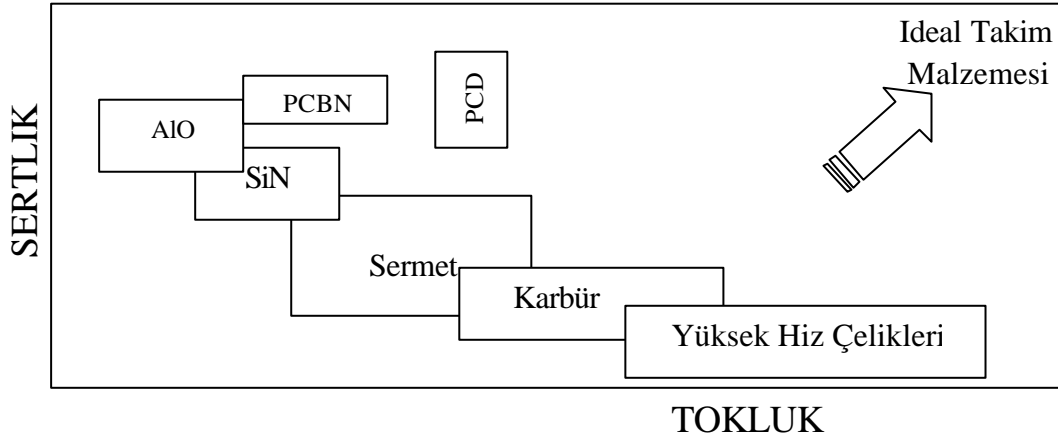 Ideal Takim
Malzemesi
PCBN
PCD
AlO
SiN
SERTLIK
Sermet
Karbür
Yüksek Hiz Çelikleri
TOKLUK